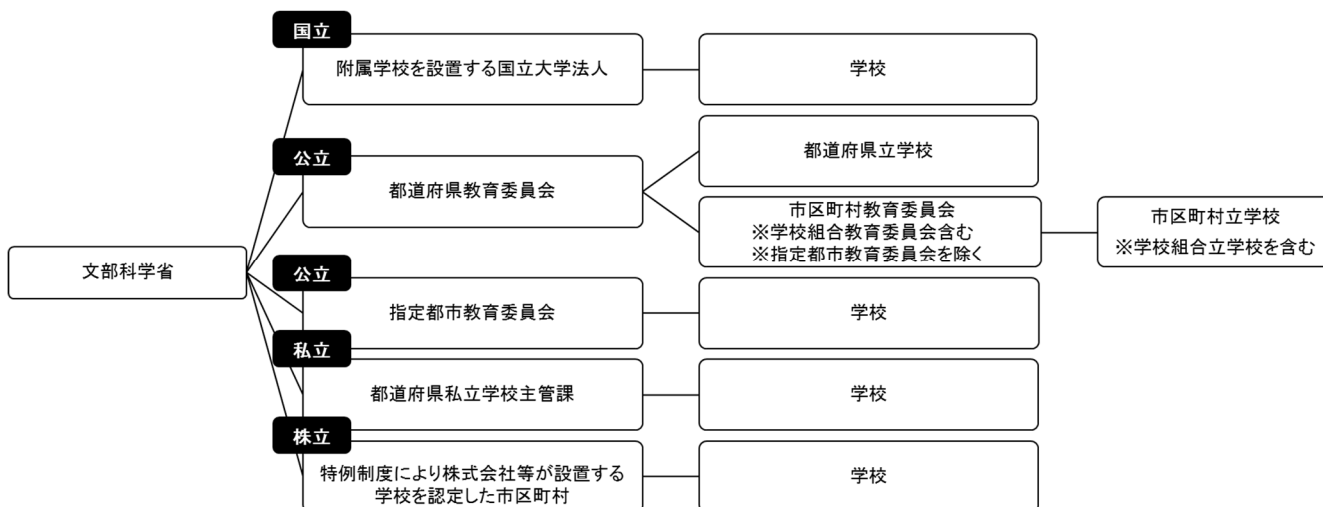 国立
附属学校を設置する国立大学法人
学校
公立
都道府県教育委員会
都道府県立学校
市区町村教育委員会
※学校組合教育委員会含む
※指定都市教育委員会を除く
市区町村立学校
※学校組合立学校を含む
文部科学省
公立
指定都市教育委員会
学校
私立
都道府県私立学校主管課
学校
株立
特例制度により株式会社等が設置する
学校を認定した市区町村
学校